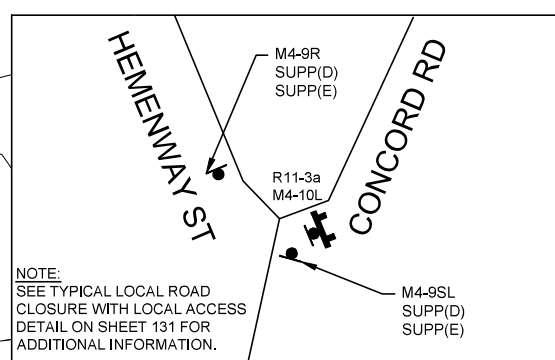 HEMENWAY ST
M4-9R
SUPP(D)
SUPP(E)
CONCORD RD
R11-3a
M4-10L
NOTE:
SEE TYPICAL LOCAL ROAD
CLOSURE WITH LOCAL ACCESS
DETAIL ON SHEET 131 FOR
ADDITIONAL INFORMATION.
M4-9SL
SUPP(D)
SUPP(E)